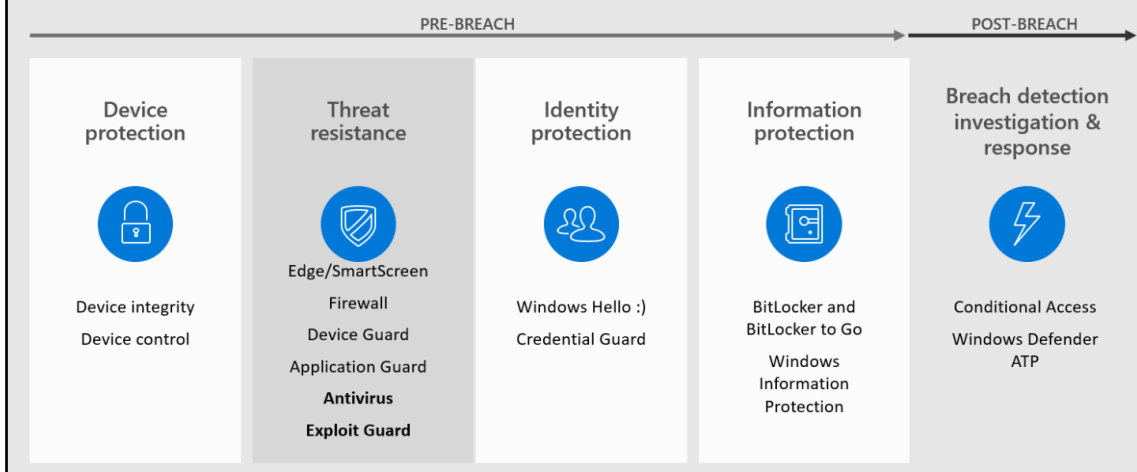 PRE-BREACH
POST-BREACH
Device
protection
Device integrity
Device control
Threat
resistance
Edge/SmartScreen
Firewall
Device Guard
Application Guard
Antivirus
Exploit Guard
Identity
protection
Windows Hello :)
Credential Guard
Information
protection
BitLocker and
BitLocker to Go
Windows
Information
Protection
Breach detection
investigation &
response
Conditional Access
Windows Defender
ATP